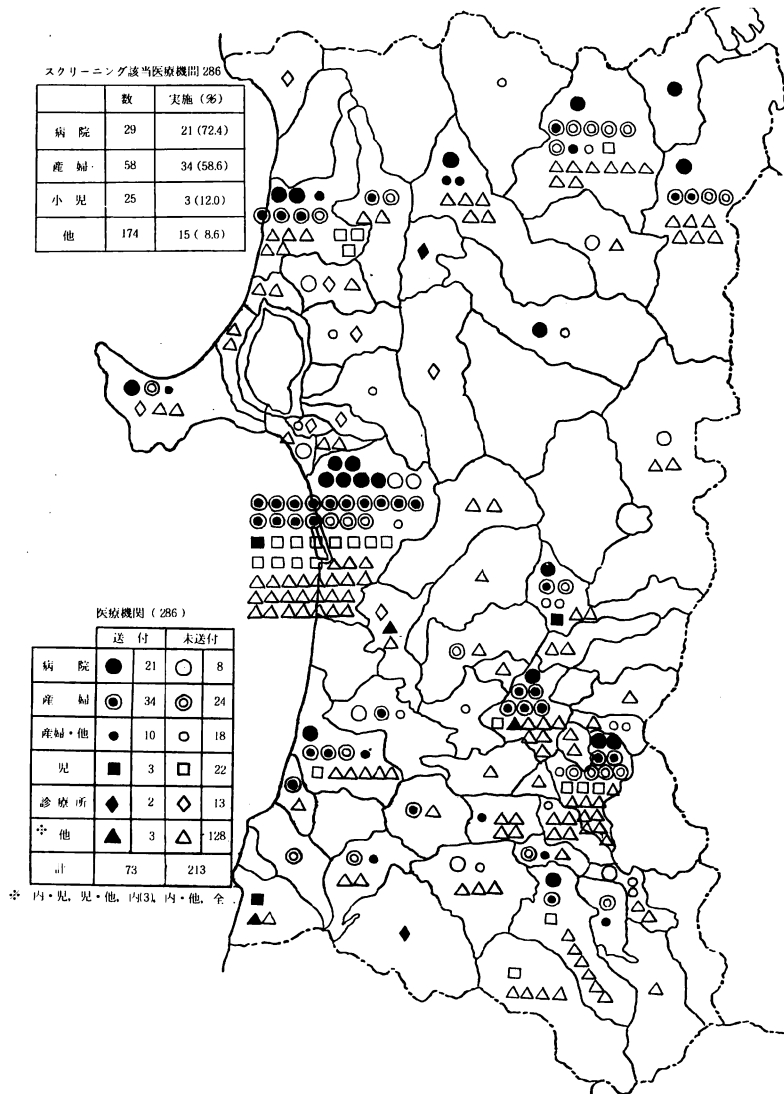 スクリーニング該当医療機関 286
数 実施(%)
病院 29 21(72.4)
産婦 58 34(58.6)
小児 25 3(12.0)
他 174 15(8.6)
医療機関(286)
送付 未送付
病院 ● 21 ○ 8
産婦 ◉ 34 ◎ 24
産婦・他 ● 10 ○ 18
児 ■ 3 □ 22
診療所 ◆ 2 ◇ 13
※他 ▲ 3 △ 128
計 73 213
※ 内・児, 児・他, 内(3), 内・他, 全